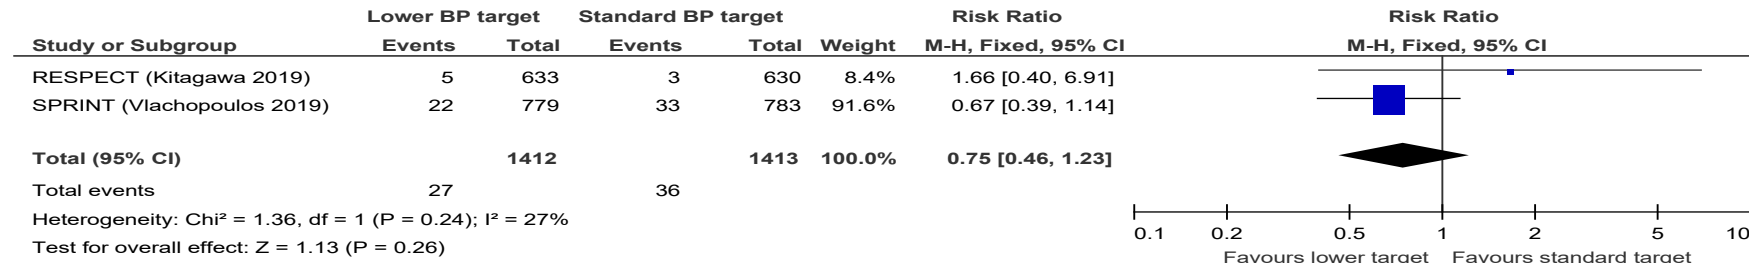 Lower BP target Standard BP target Risk Ratio Risk Ratio
Study or Subgroup Events Total Events Total Weight M-H, Fixed, 95% CI M-H, Fixed, 95% CI
RESPECT (Kitagawa 2019) 5 633 3 630 8.4% 1.66 [0.40, 6.91]
SPRINT (Vlachopoulos 2019) 22 779 33 783 91.6% 0.67 [0.39, 1.14]
Total (95% CI) 1412 1413 100.0% 0.75 [0.46, 1.23]
Total events 27 36
Heterogeneity: Chi² = 1.36, df = 1 (P = 0.24); I² = 27%
Test for overall effect: Z = 1.13 (P = 0.26)
0.1 0.2 0.5 1 2 5 10
Favours lower target Favours standard target